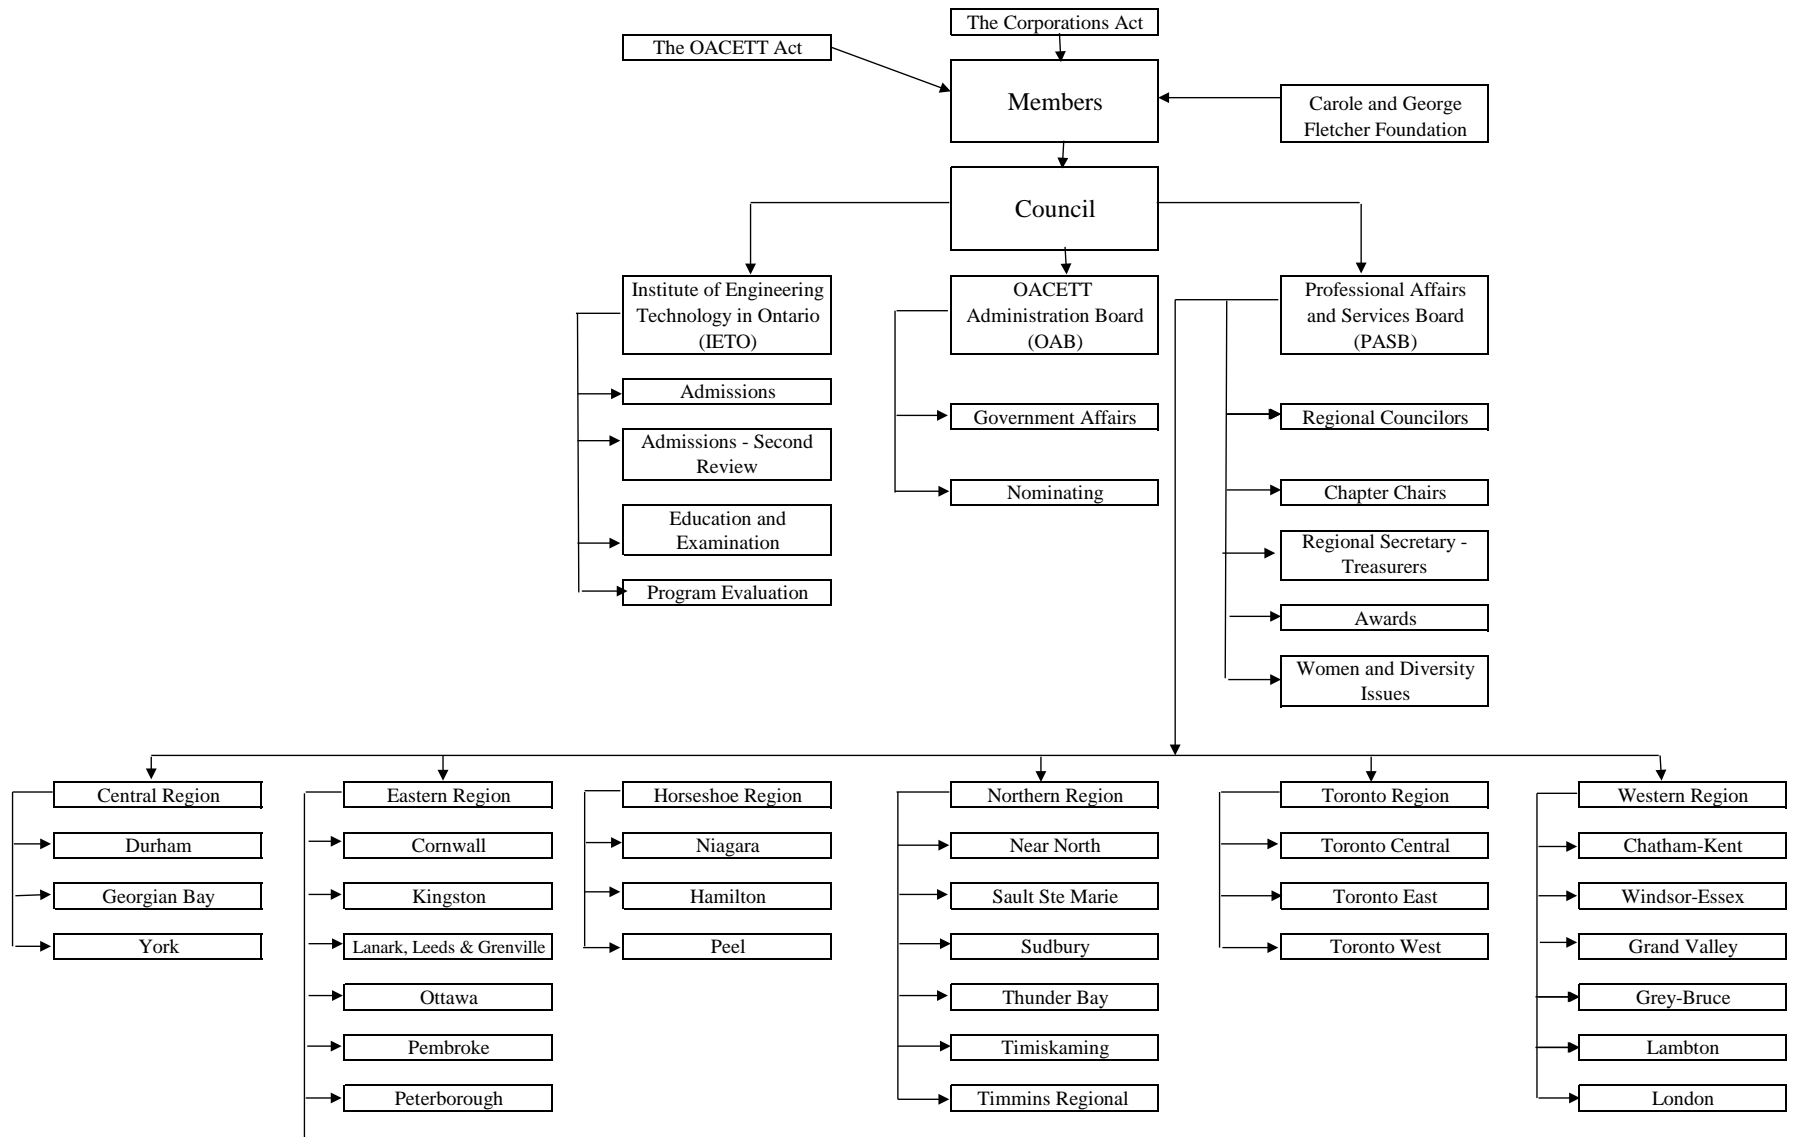 The Corporations Act
The OACETT Act
Members
Carole and George
Fletcher Foundation
Council
Institute of Engineering
Technology in Ontario
(IETO)
OACETT
Administration Board
(OAB)
Professional Affairs
and Services Board
(PASB)
Admissions
Admissions - Second
Review
Education and
Examination
Program Evaluation
Government Affairs
Nominating
Regional Councilors
Chapter Chairs
Regional Secretary -
Treasurers
Awards
Women and Diversity
Issues
Central Region
Durham
Georgian Bay
York
Eastern Region
Cornwall
Kingston
Lanark, Leeds & Grenville
Ottawa
Pembroke
Peterborough
Horseshoe Region
Niagara
Hamilton
Peel
Northern Region
Near North
Sault Ste Marie
Sudbury
Thunder Bay
Timiskaming
Timmins Regional
Toronto Region
Toronto Central
Toronto East
Toronto West
Western Region
Chatham-Kent
Windsor-Essex
Grand Valley
Grey-Bruce
Lambton
London